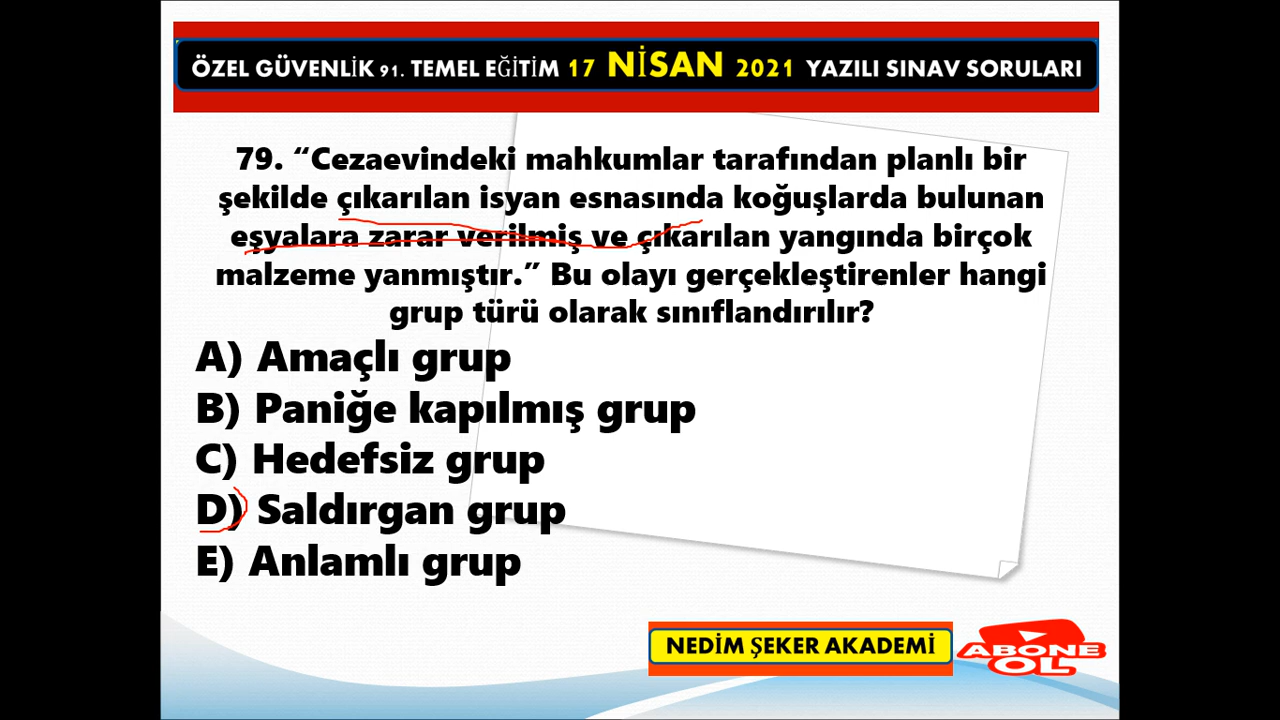 ÖZEL GÜVENLİK 91. TEMEL EĞİTİM 17 NİSAN 2021 YAZILI SINAV SORULARI
79. “Cezaevindeki mahkumlar tarafından planlı bir
şekilde çıkarılan isyan esnasında koğuşlarda bulunan
eşyalara zarar verilmiş ve çıkarılan yangında birçok
malzeme yanmıştır.” Bu olayı gerçekleştirenler hangi
grup türü olarak sınıflandırılır?
A) Amaçlı grup
B) Paniğe kapılmış grup
C) Hedefsiz grup
D) Saldırgan grup
E) Anlamlı grup
NEDİM ŞEKER AKADEMİ
ABONE
OL